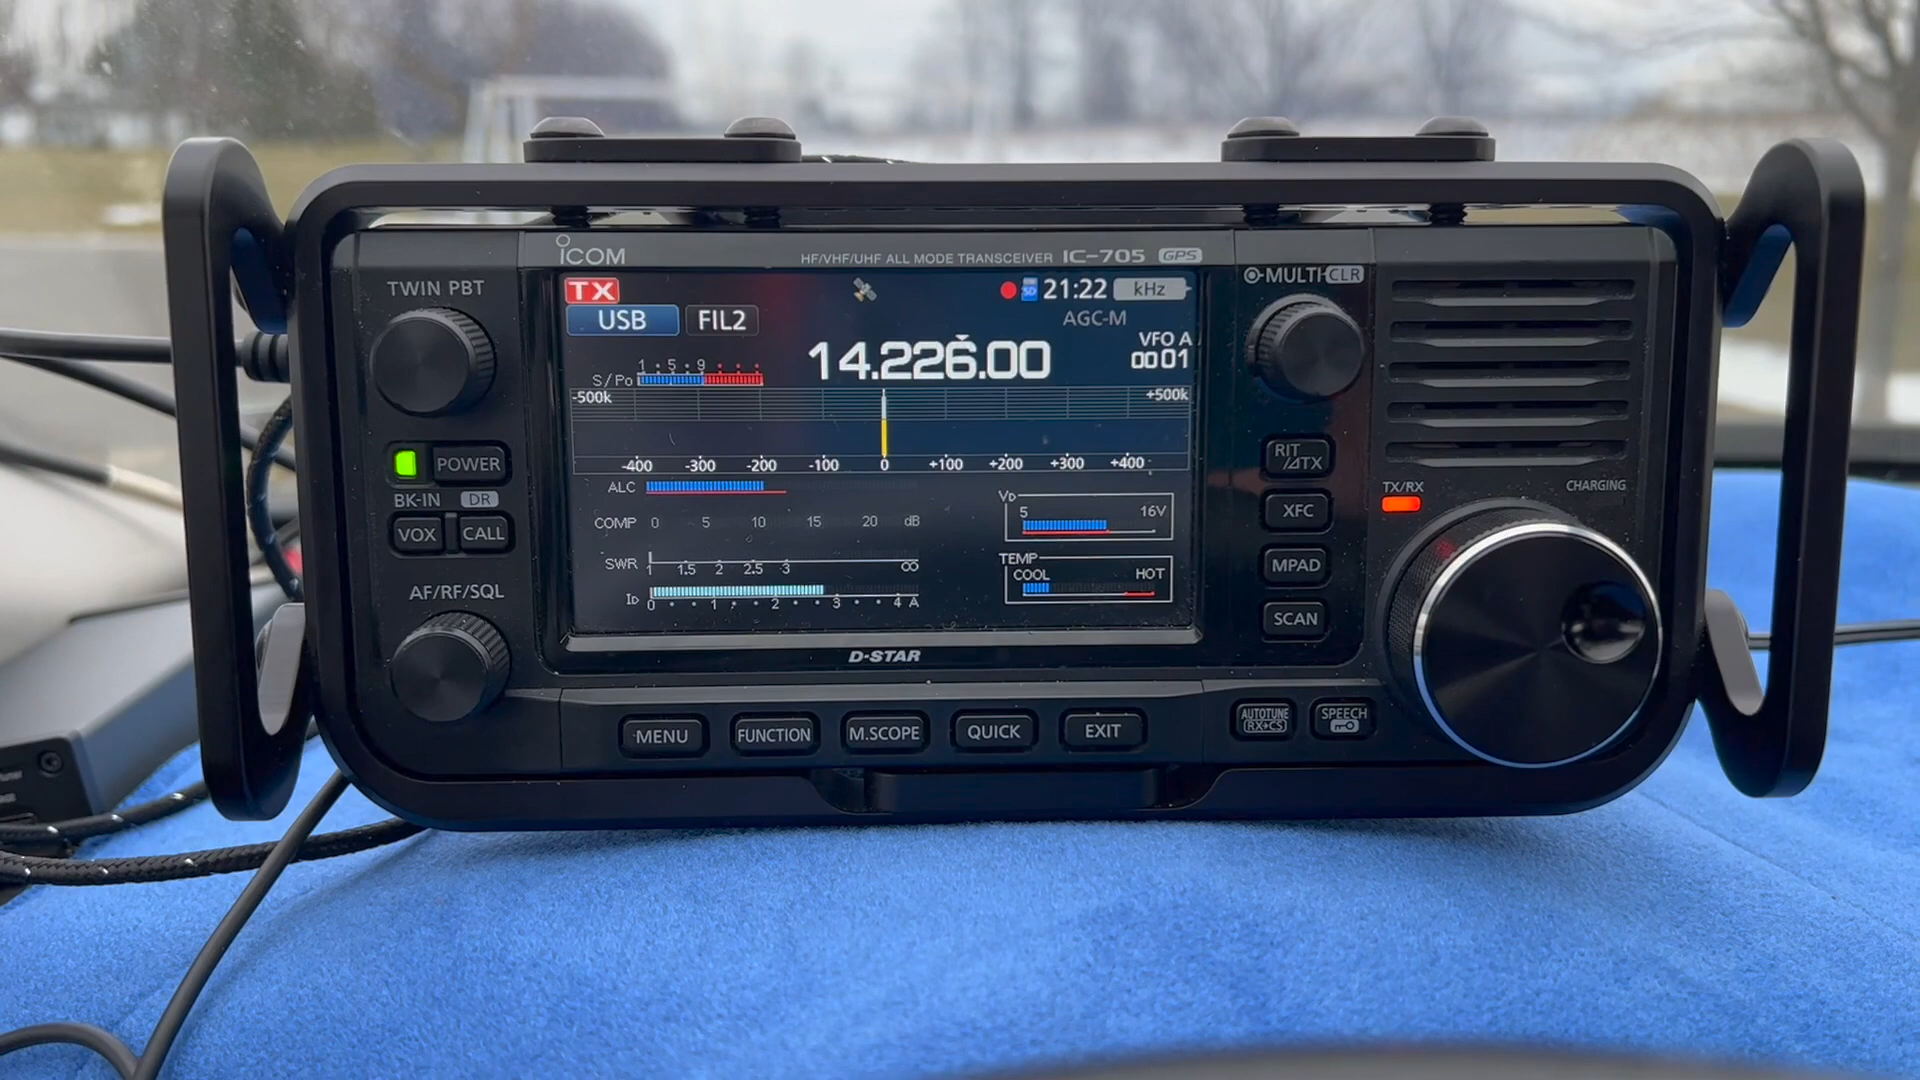 ICOM
HF/VHF/UHF ALL MODE TRANSCEIVER IC-705 GPS
TWIN PBT
TX
SD 21:22 kHz
MULTI CLR
USB FIL2
AGC-M
14.226.00
VFO A
0001
1 5 9
S/Po
-500k +500k
-400 -300 -200 -100 0 +100 +200 +300 +400
POWER
RIT
/⊿TX
BK-IN DR
VOX CALL
ALC
VD
5 16V
COMP 0 5 10 15 20 dB
XFC
TX/RX
CHARGING
SWR
1 1.5 2 2.5 3 ∞
TEMP
COOL HOT
MPAD
AF/RF/SQL
ID
0 1 2 3 4 A
SCAN
D-STAR
MENU FUNCTION M.SCOPE QUICK EXIT
AUTOTUNE
RX+CS
SPEECH